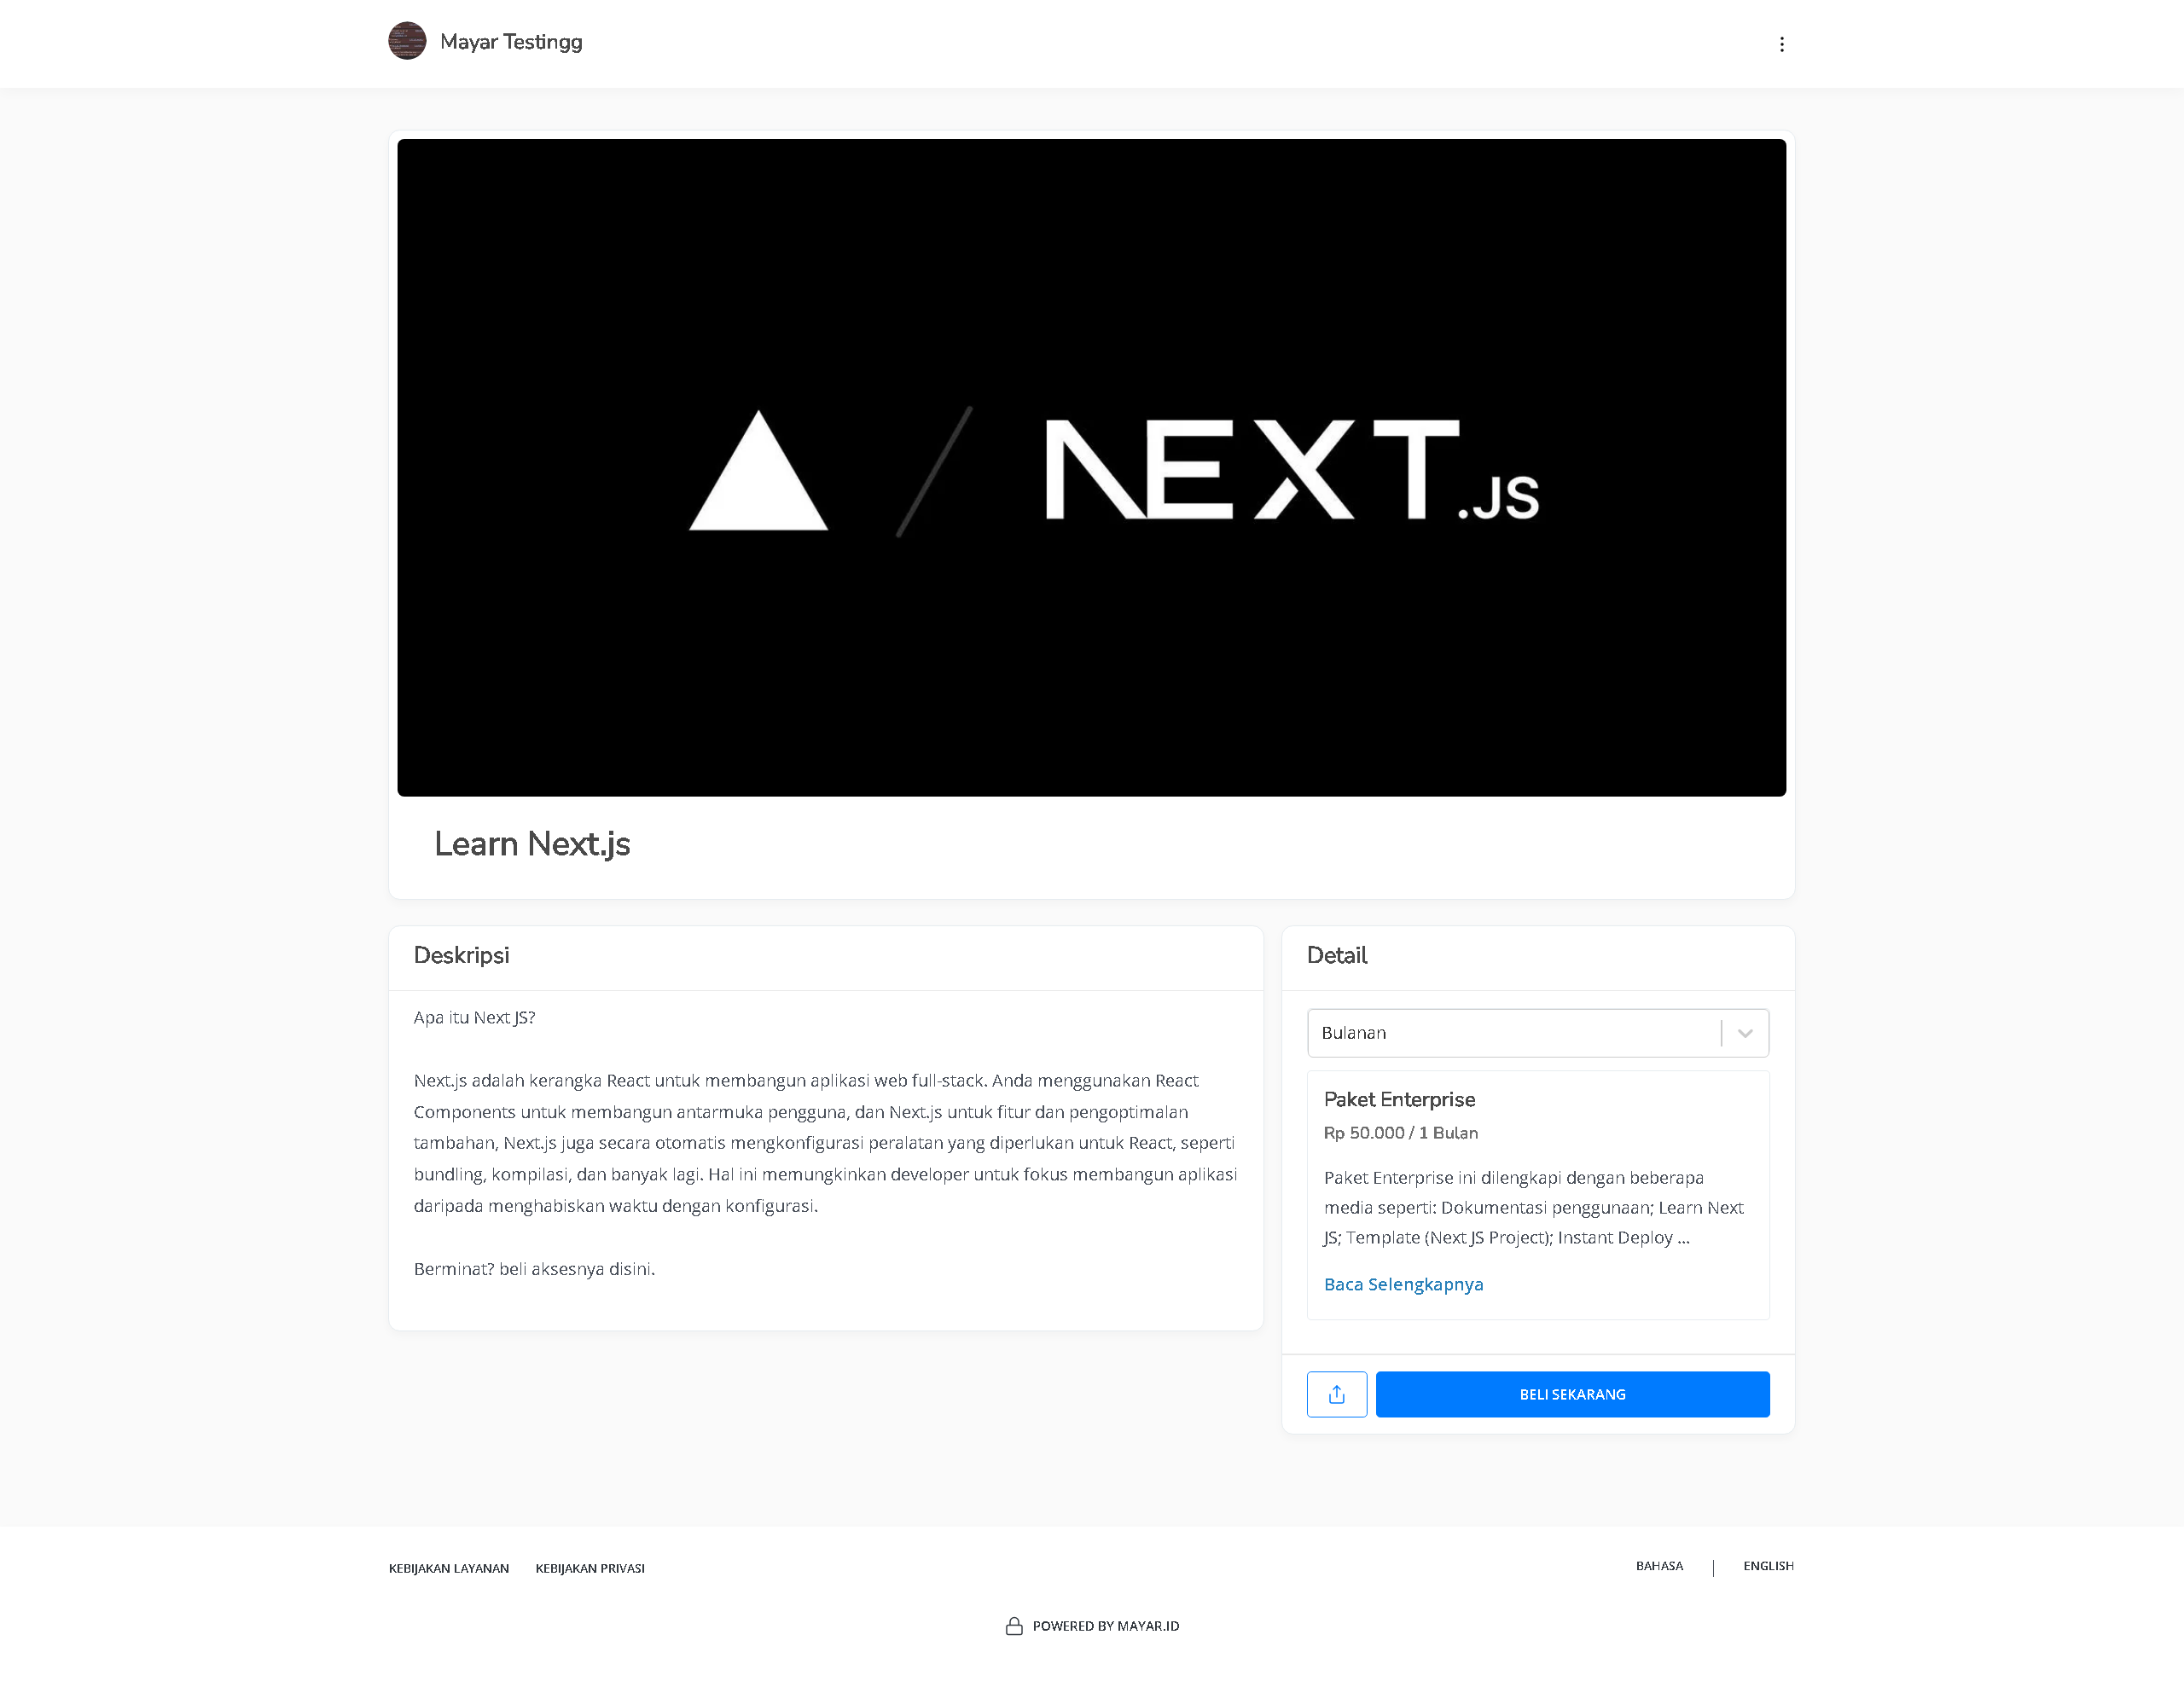 Mayar Testingg
NEXT.JS
Learn Next.js
Deskripsi
Apa itu Next JS?
Next.js adalah kerangka React untuk membangun aplikasi web full-stack. Anda menggunakan React
Components untuk membangun antarmuka pengguna, dan Next.js untuk fitur dan pengoptimalan
tambahan, Next.js juga secara otomatis mengkonfigurasi peralatan yang diperlukan untuk React, seperti
bundling, kompilasi, dan banyak lagi. Hal ini memungkinkan developer untuk fokus membangun aplikasi
daripada menghabiskan waktu dengan konfigurasi.
Berminat? beli aksesnya disini.
Detail
Bulanan
Paket Enterprise
Rp 50.000 / 1 Bulan
Paket Enterprise ini dilengkapi dengan beberapa
media seperti: Dokumentasi penggunaan; Learn Next
JS; Template (Next JS Project); Instant Deploy ...
Baca Selengkapnya
BELI SEKARANG
KEBIJAKAN LAYANAN KEBIJAKAN PRIVASI
BAHASA | ENGLISH
POWERED BY MAYAR.ID